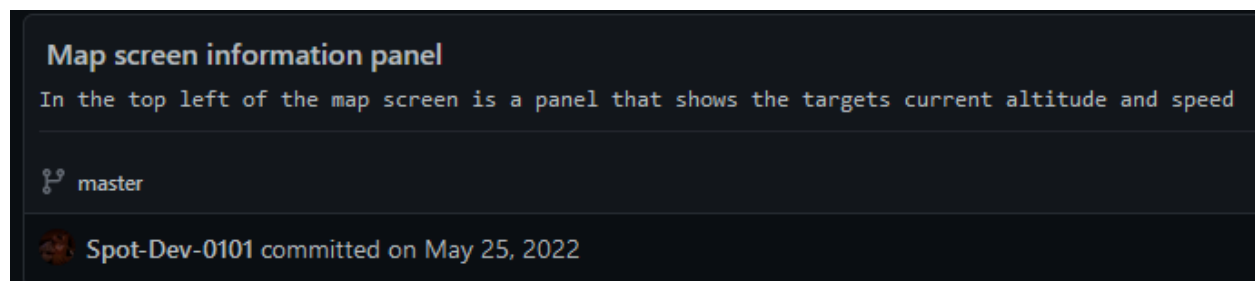 Map screen information panel
In the top left of the map screen is a panel that shows the targets current altitude and speed
master
Spot-Dev-0101 committed on May 25, 2022